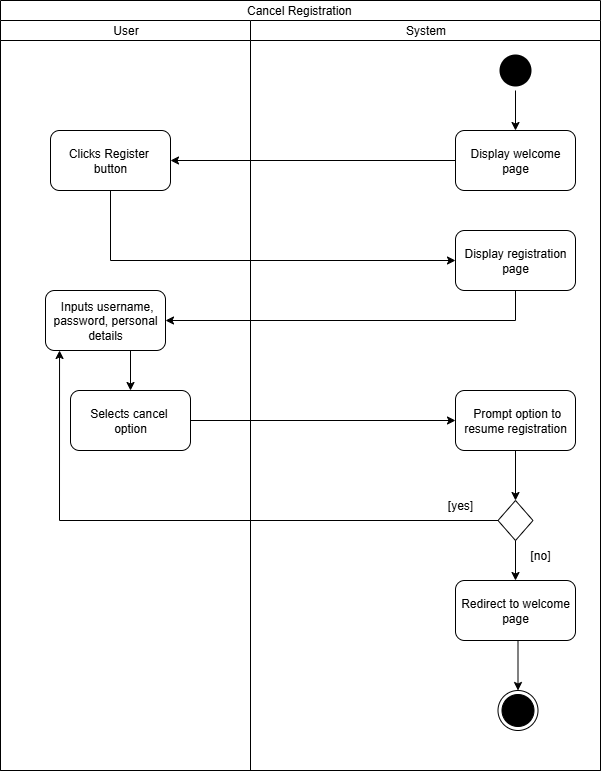 Cancel Registration
User
System
Clicks Register
button
Display welcome
page
Display registration
page
Inputs username,
password, personal
details
Selects cancel
option
Prompt option to
resume registration
[yes]
[no]
Redirect to welcome
page